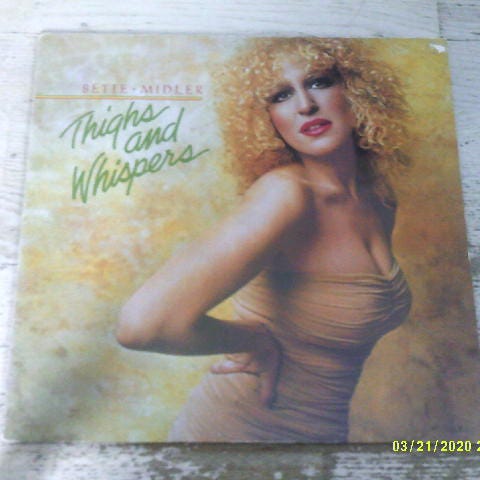 BETTE • MIDLER
Thighs
and
Whispers
03/21/2020